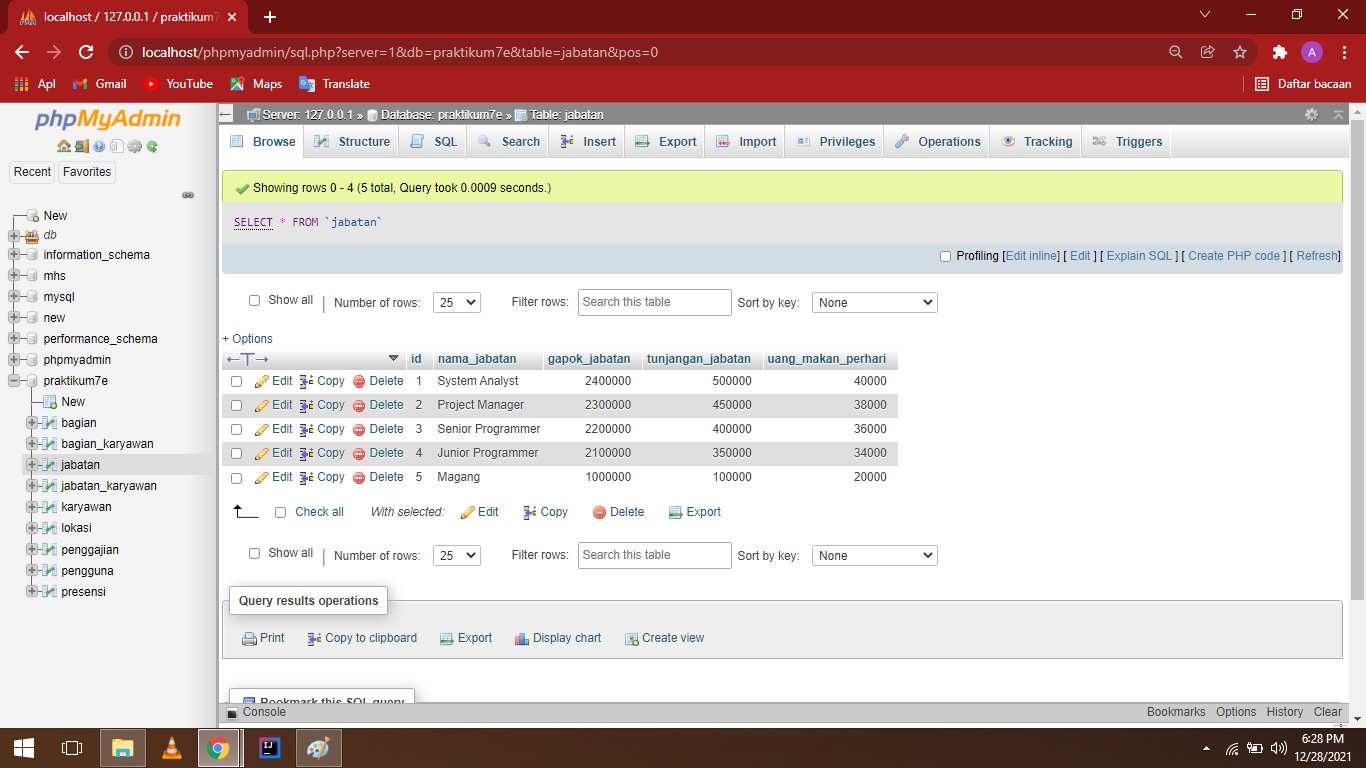 localhost / 127.0.0.1 / praktikum7
localhost/phpmyadmin/sql.php?server=1&db=praktikum7e&table=jabatan&pos=0
A
Apl Gmail YouTube Maps Translate Daftar bacaan
phpMyAdmin
Server: 127.0.0.1 » Database: praktikum7e » Table: jabatan
Browse Structure SQL Search Insert Export Import Privileges Operations Tracking Triggers
Recent Favorites
New
db
information_schema
mhs
mysql
new
performance_schema
phpmyadmin
praktikum7e
New
bagian
bagian_karyawan
jabatan
jabatan_karyawan
karyawan
lokasi
penggajian
pengguna
presensi
Showing rows 0 - 4 (5 total, Query took 0.0009 seconds.)
SELECT * FROM `jabatan`
Profiling [Edit inline] [ Edit ] [ Explain SQL ] [ Create PHP code ] [ Refresh]
Show all | Number of rows: 25 Filter rows: Search this table Sort by key: None
+ Options
←T→ id nama_jabatan gapok_jabatan tunjangan_jabatan uang_makan_perhari
Edit Copy Delete 1 System Analyst 2400000 500000 40000
Edit Copy Delete 2 Project Manager 2300000 450000 38000
Edit Copy Delete 3 Senior Programmer 2200000 400000 36000
Edit Copy Delete 4 Junior Programmer 2100000 350000 34000
Edit Copy Delete 5 Magang 1000000 100000 20000
Check all With selected: Edit Copy Delete Export
Show all | Number of rows: 25 Filter rows: Search this table Sort by key: None
Query results operations
Print Copy to clipboard Export Display chart Create view
Bookmark this SQL query
Console Bookmarks Options History Clear
6:28 PM
12/28/2021